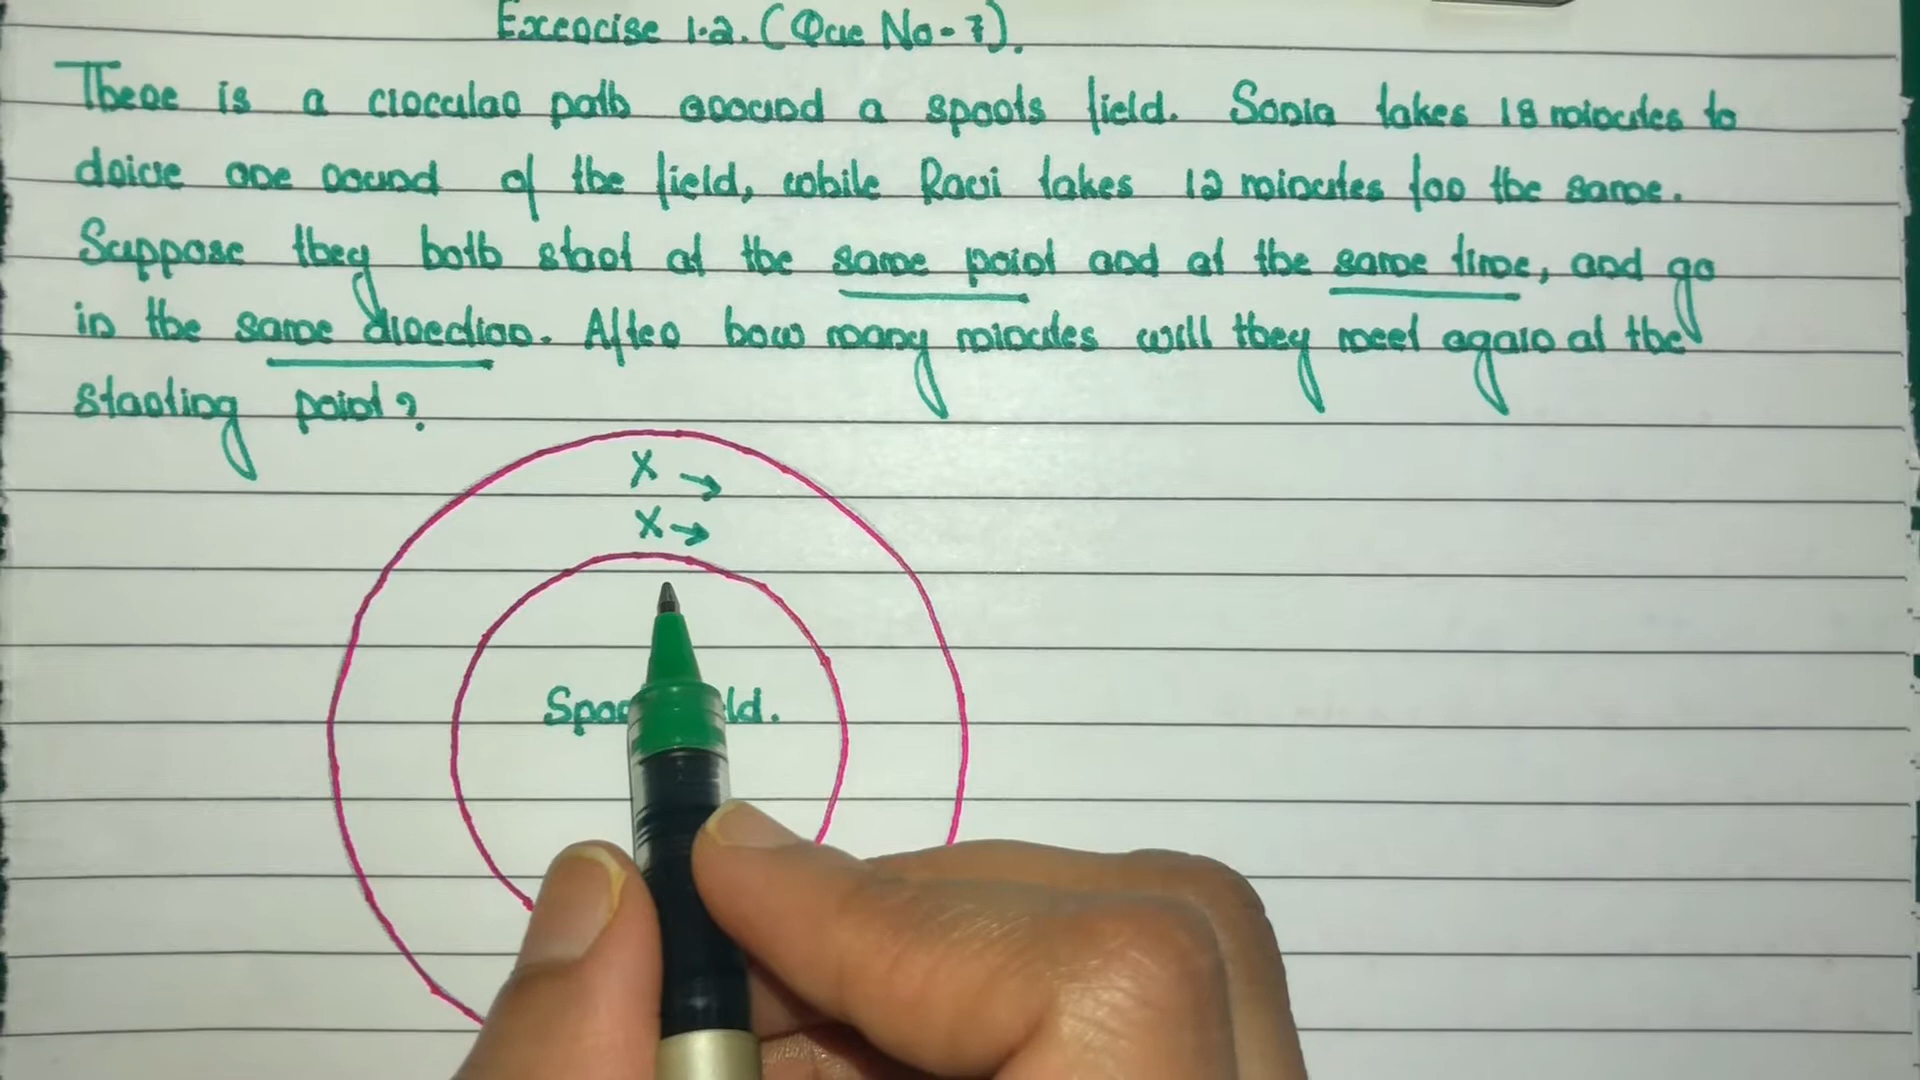 Exercise 1.2. (Que No-7).
There is a circular path around a sports field. Sonia takes 18 minutes to
drive one round of the field, while Ravi takes 12 minutes for the same.
Suppose they both start at the same point and at the same time, and go
in the same direction. After how many minutes will they meet again at the
starting point?
X →
X →